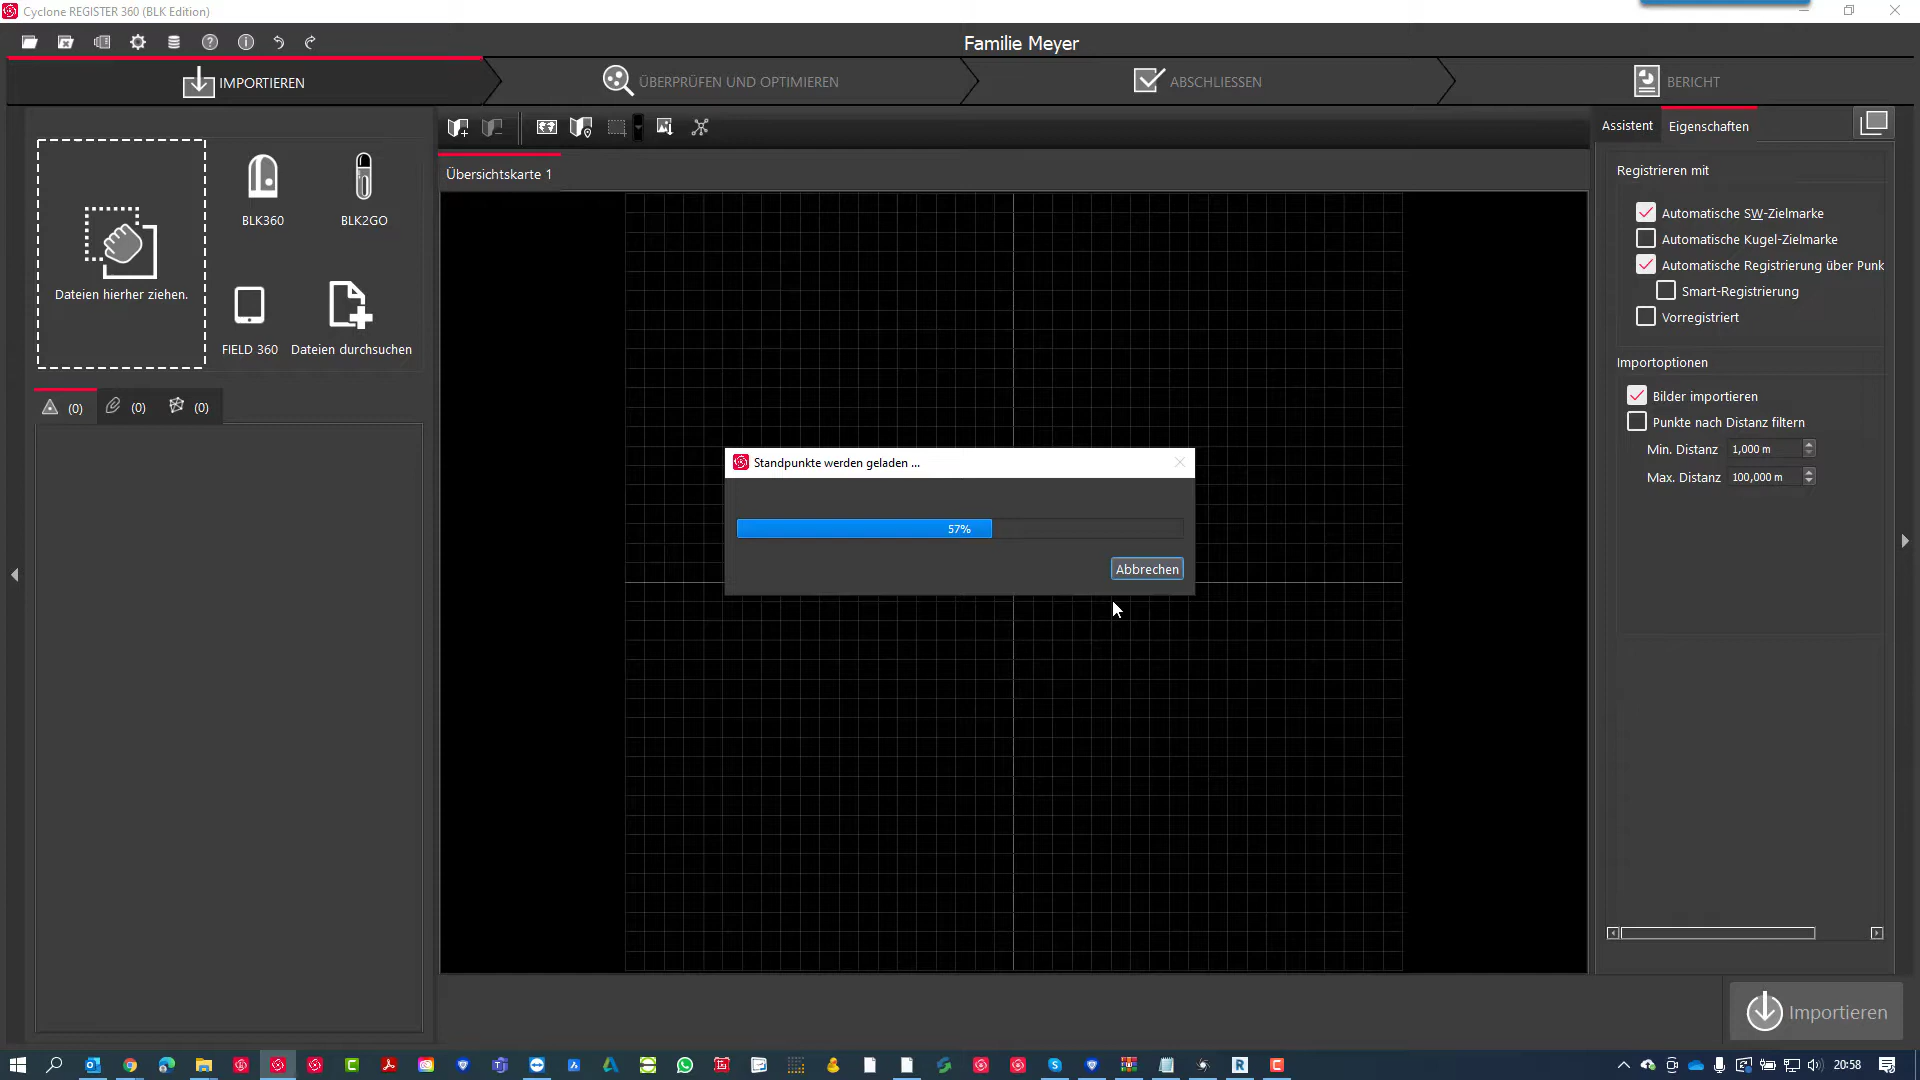 Cyclone REGISTER 360 (BLK Edition)
Familie Meyer
IMPORTIEREN
ÜBERPRÜFEN UND OPTIMIEREN
ABSCHLIESSEN
BERICHT
Dateien hierher ziehen.
BLK360
BLK2GO
FIELD 360
Dateien durchsuchen
(0)
(0)
(0)
Übersichtskarte 1
Standpunkte werden geladen ...
57%
Abbrechen
Assistent
Eigenschaften
Registrieren mit
Automatische SW-Zielmarke
Automatische Kugel-Zielmarke
Automatische Registrierung über Punk
Smart-Registrierung
Vorregistriert
Importoptionen
Bilder importieren
Punkte nach Distanz filtern
Min. Distanz 1,000 m
Max. Distanz 100,000 m
Importieren
20:58